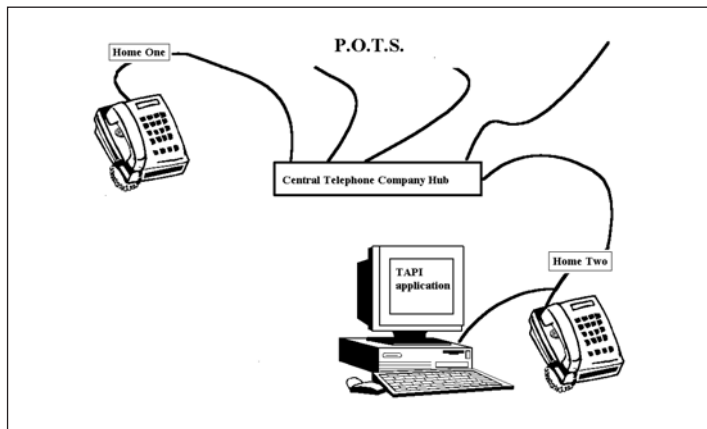 P.O.T.S.
Home One
Central Telephone Company Hub
Home Two
TAPI
application